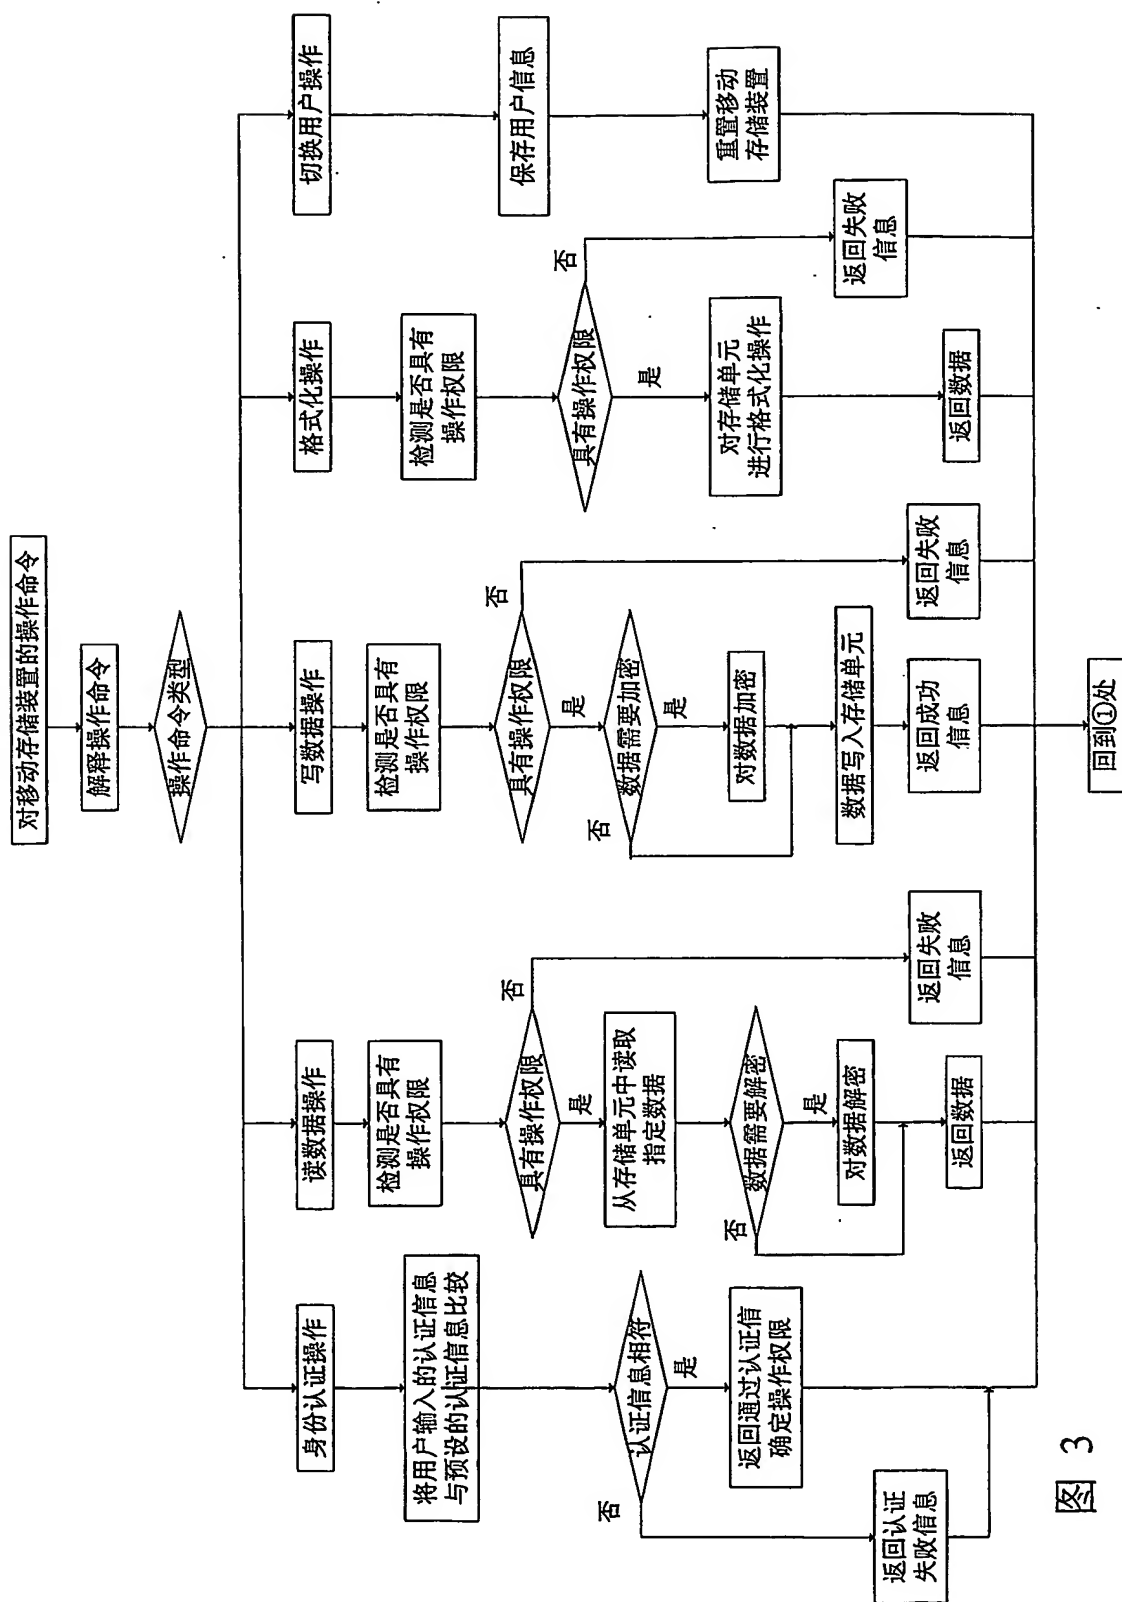 对移动存储装置的操作命令
解释操作命令
操作命令类型
身份认证操作
将用户输入的认证信息
与预设的认证信息比较
认证信息相符
否
是
返回通过认证信
确定操作权限
返回认证
失败信息
读数据操作
检测是否具有
操作权限
具有操作权限
否
是
从存储单元中读取
指定数据
数据需要解密
否
是
对数据解密
返回数据
返回失败
信息
写数据操作
检测是否具有
操作权限
具有操作权限
否
是
数据需要加密
否
是
对数据加密
数据写入存储单元
返回成功
信息
返回失败
信息
格式化操作
检测是否具有
操作权限
具有操作权限
否
是
对存储单元
进行格式化操作
返回数据
返回失败
信息
切换用户操作
保存用户信息
重置移动
存储装置
回到①处
图 3